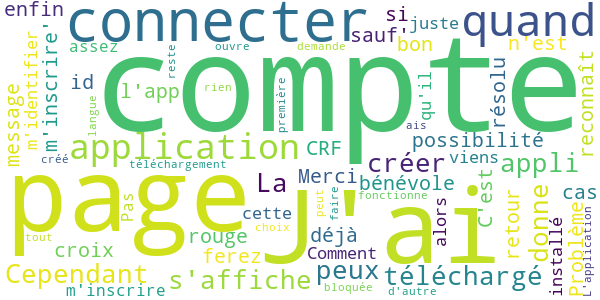 enfin
connecter
si
juste
quand
assez
sauf'
bon
n'est
m'identifier
m'inscrire'
id
l'app
reste
ouvre
rien
demande
première
compte
qu'il
résolu
reconnaît
message
langue
créé
application
CRF
ais
possibilité
téléchargement
créer
viens
appli
page
La
Merci
bénévole
J'ai
C'est
cas
Pas
cette
peut
faire
fonctionne
donne
retour
tout
rouge
choix
déjà
alors
installé
Problème
L'application
croix
ferez
Comment
Cependant
s'affiche
peux
téléchargé
m'inscrire
bloquée
d'autre